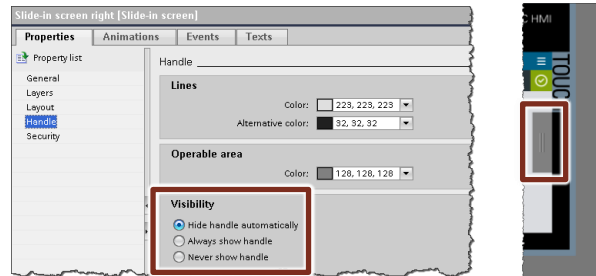 Slide-in screen right [Slide-in screen]
Properties Animations Events Texts
Property list
General
Layers
Layout
Handle
Security
Handle
Lines
Color: 223, 223, 223
Alternative color: 32, 32, 32
Operable area
Color: 128, 128, 128
Visibility
Hide handle automatically
Always show handle
Never show handle
C HMI
TOUC